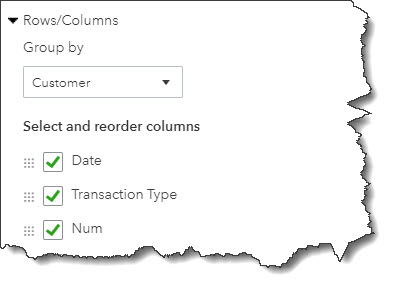 Rows/Columns
Group by
Customer
Select and reorder columns
Date
Transaction Type
Num